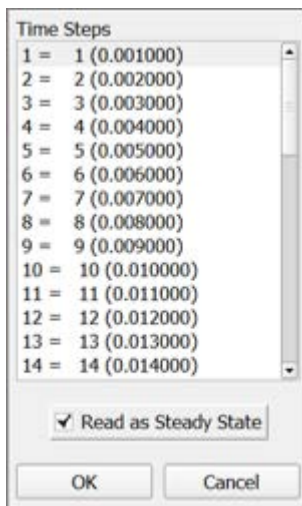 Time Steps
1 = 1 (0.001000)
2 = 2 (0.002000)
3 = 3 (0.003000)
4 = 4 (0.004000)
5 = 5 (0.005000)
6 = 6 (0.006000)
7 = 7 (0.007000)
8 = 8 (0.008000)
9 = 9 (0.009000)
10 = 10 (0.010000)
11 = 11 (0.011000)
12 = 12 (0.012000)
13 = 13 (0.013000)
14 = 14 (0.014000)
Read as Steady State
OK Cancel